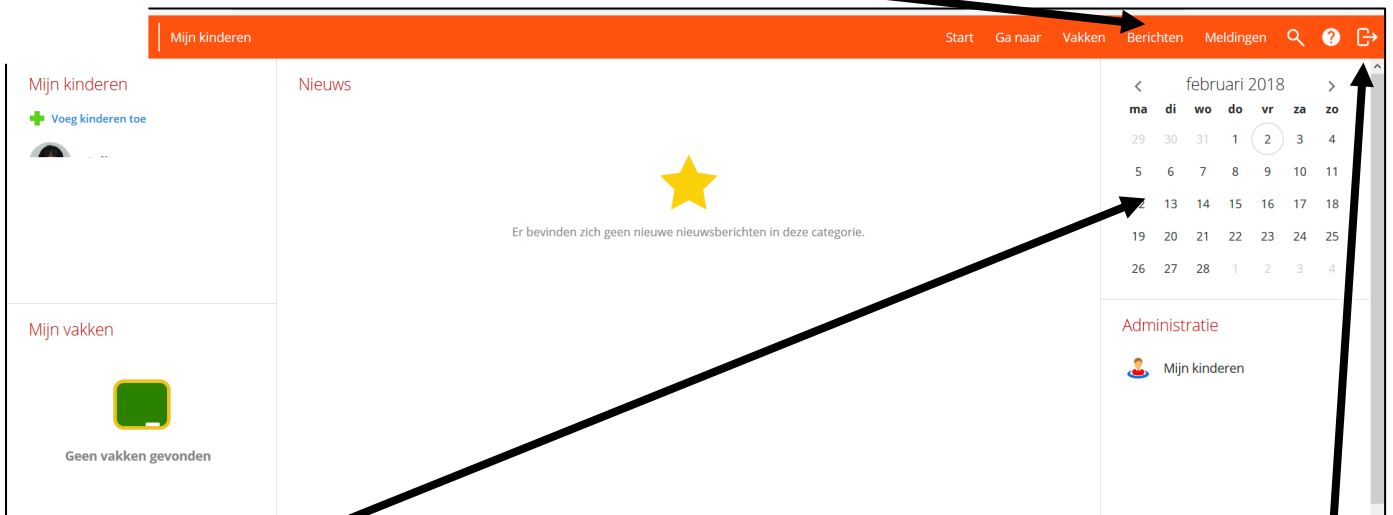 Mijn kinderen Start Ga naar Vakken Berichten Meldingen ?
Mijn kinderen
Voeg kinderen toe
Nieuws
Er bevinden zich geen nieuwe nieuwsberichten in deze categorie.
Mijn vakken
Geen vakken gevonden
< februari 2018 >
ma di wo do vr za zo
29 30 31 1 2 3 4
5 6 7 8 9 10 11
13 14 15 16 17 18
19 20 21 22 23 24 25
26 27 28 1 2 3 4
Administratie
Mijn kinderen